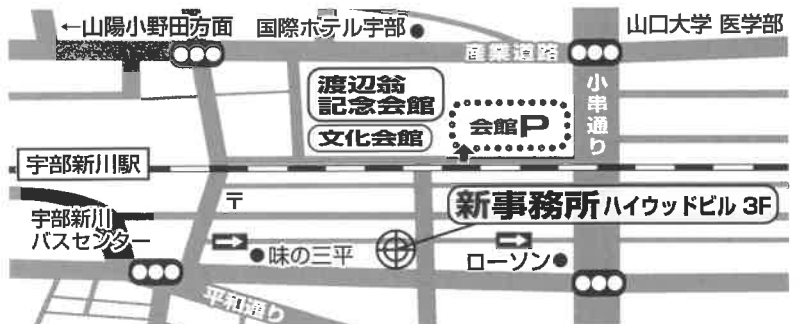 ←山陽小野田方面
国際ホテル宇部
山口大学 医学部
産業道路
渡辺翁
記念会館
文化会館
会館P
小串通り
宇部新川駅
〒
新事務所ハイウッドビル 3F
宇部新川
バスセンター
味の三平
ローソン
平和通り